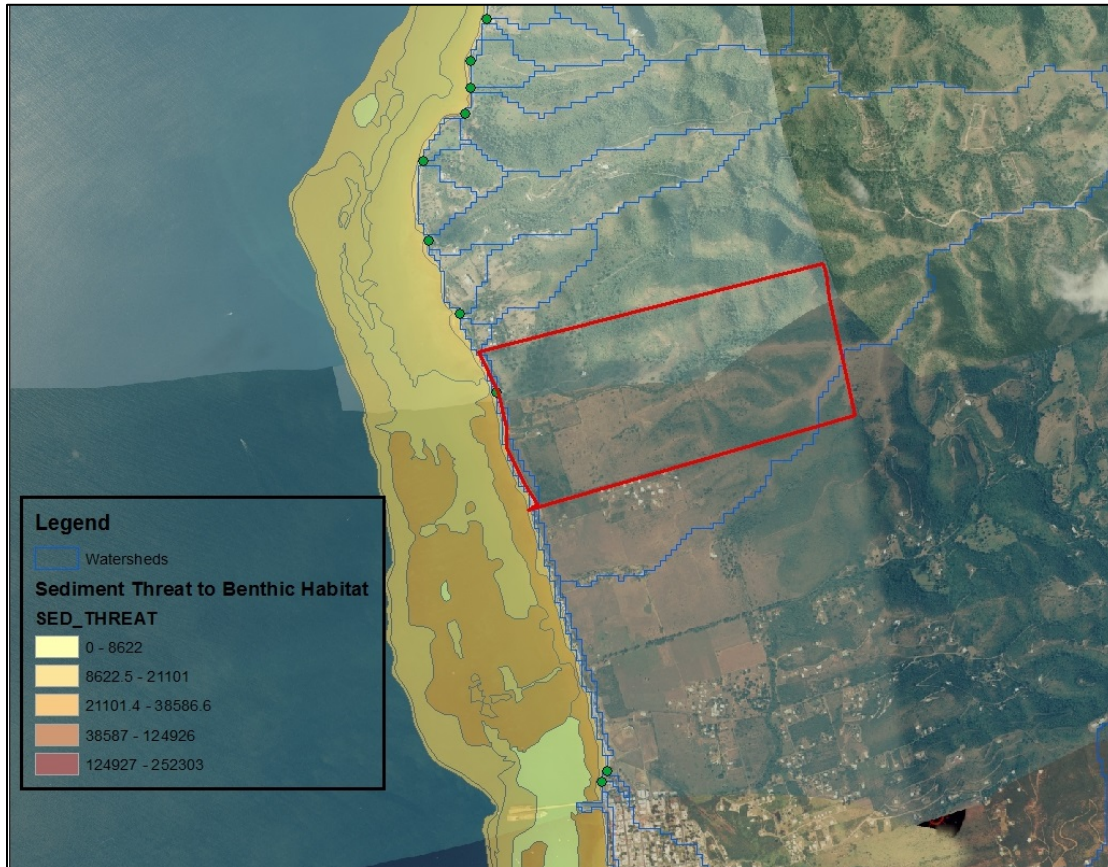 Legend
Watersheds
Sediment Threat to Benthic Habitat
SED_THREAT
0 - 8622
8622.5 - 21101
21101.4 - 38586.6
38587 - 124926
124927 - 252303